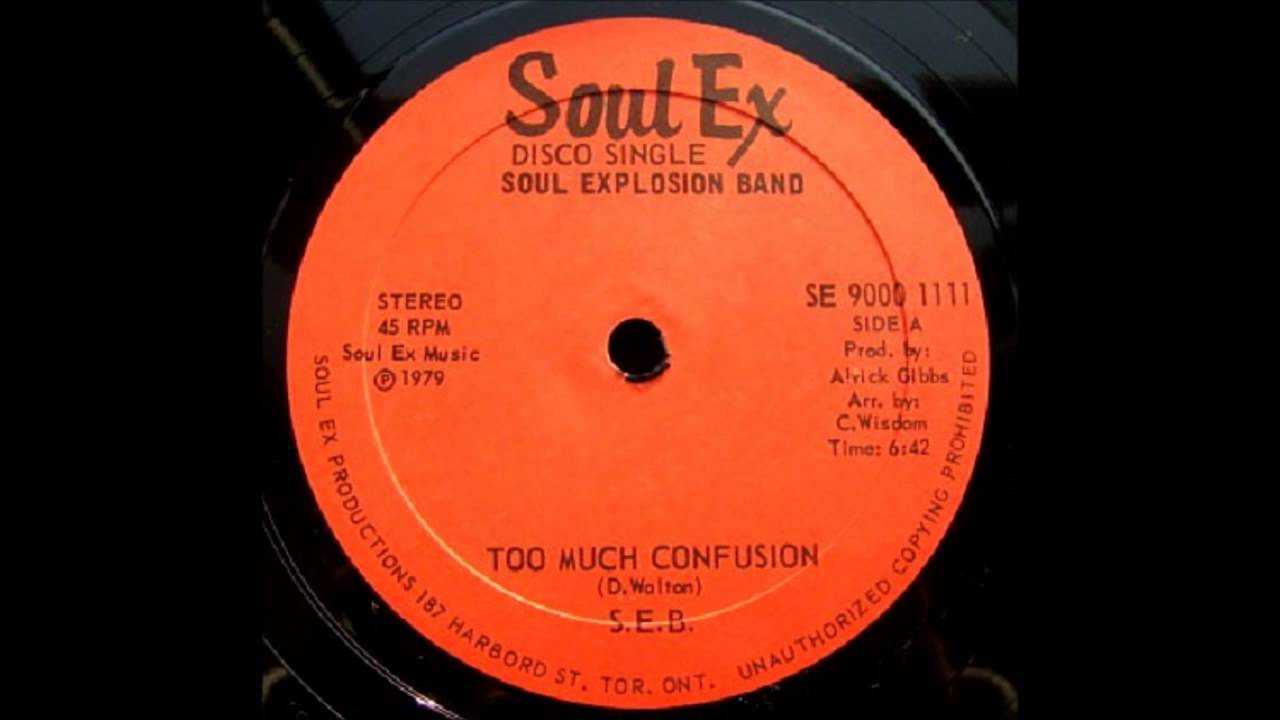 Soul Ex
DISCO SINGLE
SOUL EXPLOSION BAND
STEREO
45 RPM
Soul Ex Music
Ⓟ 1979
SE 9000 1111
SIDE A
Prod. by:
Alrick Gibbs
Arr. by:
C.Wisdom
Time: 6:42
TOO MUCH CONFUSION
(D.Walton)
S.E.B.
SOUL EX PRODUCTIONS 187 HARBORD ST. TOR. ONT. UNAUTHORIZED COPYING PROHIBITED